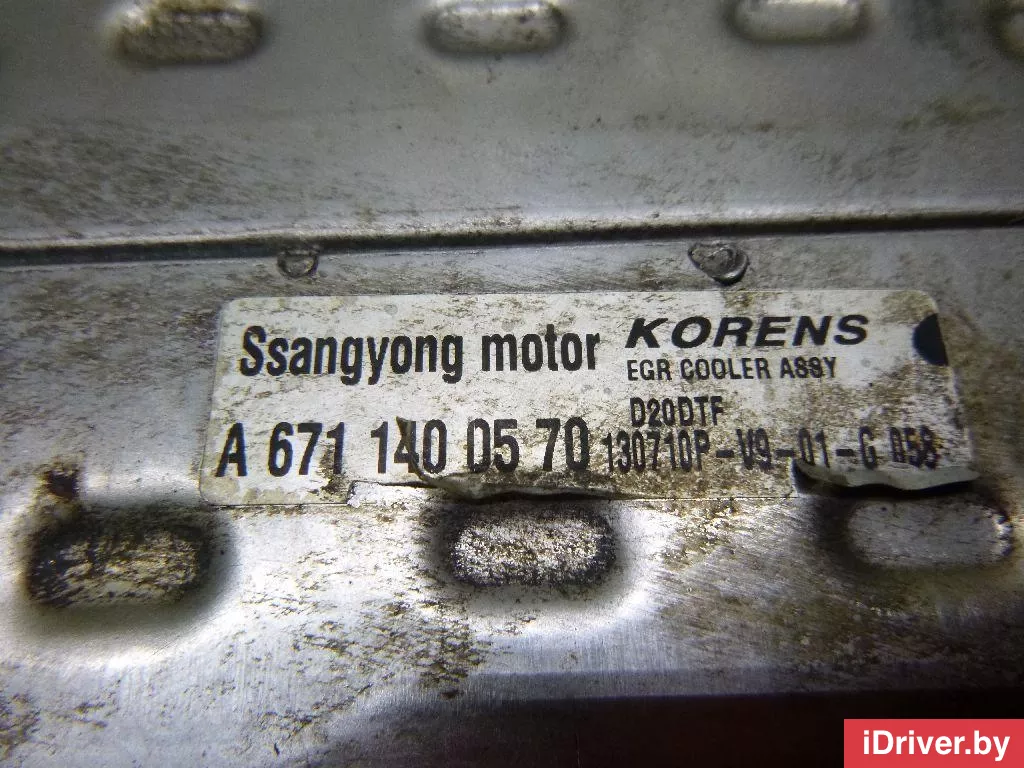 Ssangyong motor KORENS
EGR COOLER ASSY
D20DTF
A 671 140 05 70 130710P-V9-01-G 058
iDriver.by